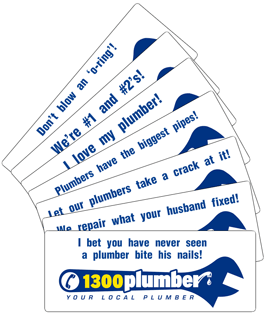 Don't blow an 'o-ring'!
We're #1 and #2's!
I love my plumber!
Plumbers have the biggest pipes!
Let our plumbers take a crack at it!
We repair what your husband fixed!
I bet you have never seen
a plumber bite his nails!
1300plumber
YOUR LOCAL PLUMBER